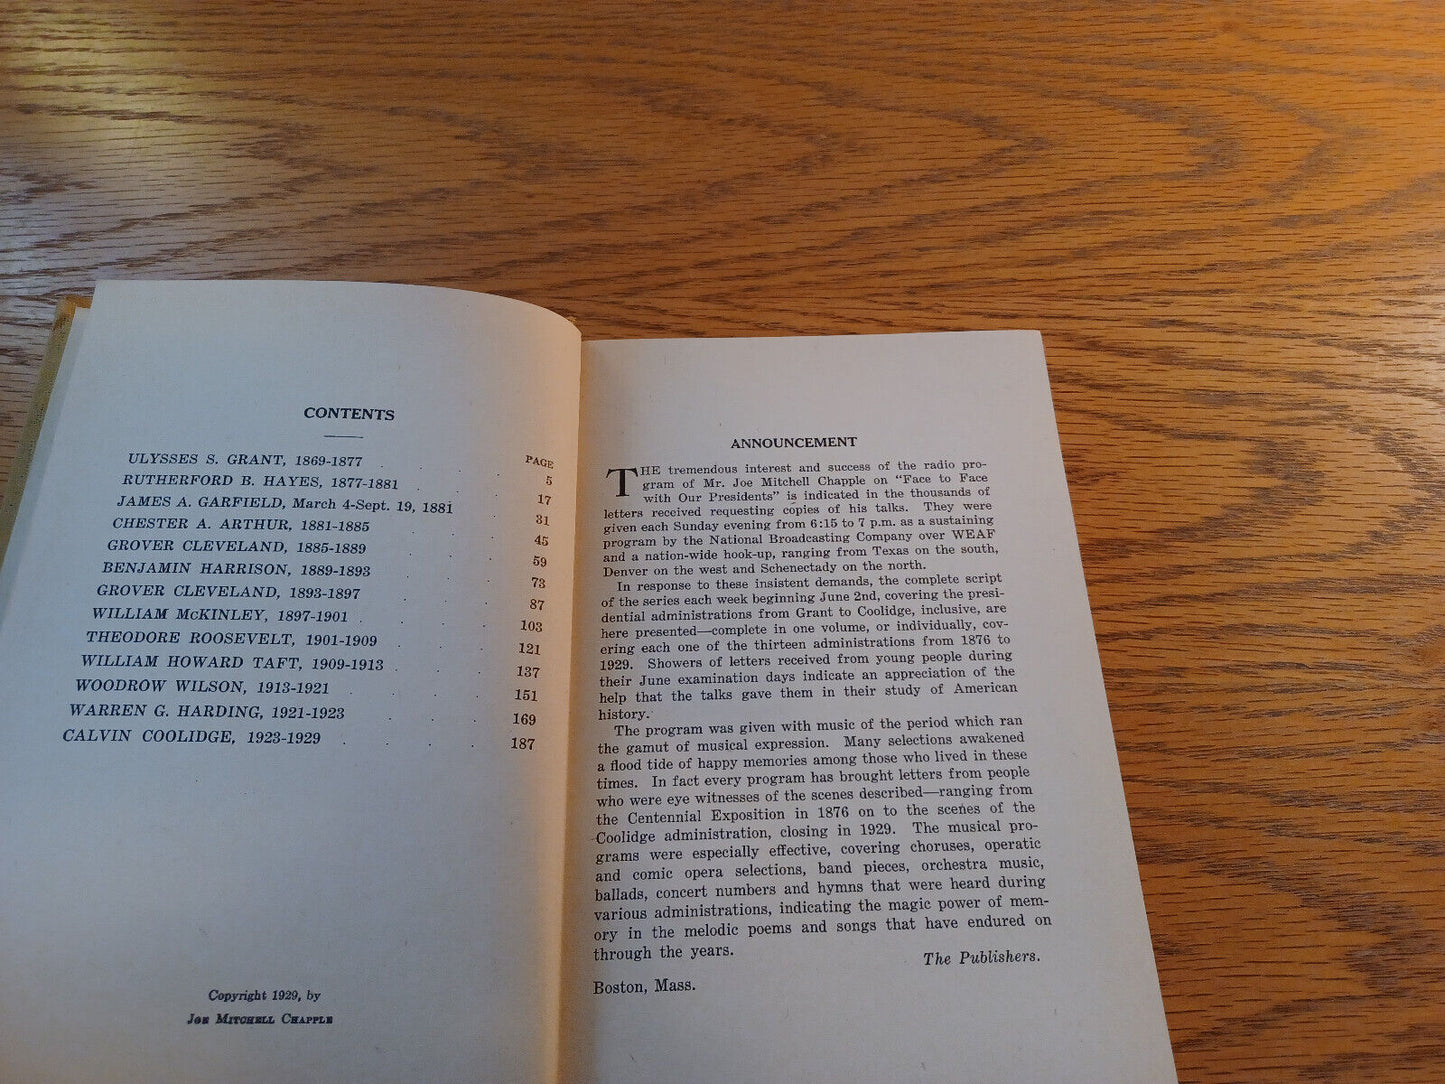 CONTENTS
PAGE
ULYSSES S. GRANT, 1869-1877 . . . . 5
RUTHERFORD B. HAYES, 1877-1881 . . . 17
JAMES A. GARFIELD, March 4-Sept. 19, 1881 . 31
CHESTER A. ARTHUR, 1881-1885 . . . . 45
GROVER CLEVELAND, 1885-1889 . . . . 59
BENJAMIN HARRISON, 1889-1893 . . . . 73
GROVER CLEVELAND, 1893-1897 . . . . 87
WILLIAM McKINLEY, 1897-1901 . . . . 103
THEODORE ROOSEVELT, 1901-1909 . . . 121
WILLIAM HOWARD TAFT, 1909-1913 . . . 137
WOODROW WILSON, 1913-1921 . . . . 151
WARREN G. HARDING, 1921-1923 . . . . 169
CALVIN COOLIDGE, 1923-1929 . . . . 187
Copyright 1929, by
JOE MITCHELL CHAPPLE
ANNOUNCEMENT
THE tremendous interest and success of the radio pro-
gram of Mr. Joe Mitchell Chapple on "Face to Face
with Our Presidents" is indicated in the thousands of
letters received requesting copies of his talks. They were
given each Sunday evening from 6:15 to 7 p.m. as a sustaining
program by the National Broadcasting Company over WEAF
and a nation-wide hook-up, ranging from Texas on the south,
Denver on the west and Schenectady on the north.
In response to these insistent demands, the complete script
of the series each week beginning June 2nd, covering the presi-
dential administrations from Grant to Coolidge, inclusive, are
here presented—complete in one volume, or individually, cov-
ering each one of the thirteen administrations from 1876 to
1929. Showers of letters received from young people during
their June examination days indicate an appreciation of the
help that the talks gave them in their study of American
history.
The program was given with music of the period which ran
the gamut of musical expression. Many selections awakened
a flood tide of happy memories among those who lived in these
times. In fact every program has brought letters from people
who were eye witnesses of the scenes described—ranging from
the Centennial Exposition in 1876 on to the scenes of the
Coolidge administration, closing in 1929. The musical pro-
grams were especially effective, covering choruses, operatic
and comic opera selections, band pieces, orchestra music,
ballads, concert numbers and hymns that were heard during
various administrations, indicating the magic power of mem-
ory in the melodic poems and songs that have endured on
through the years.
The Publishers.
Boston, Mass.